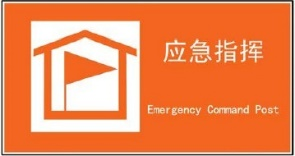 应急指挥
Emergency Command Post